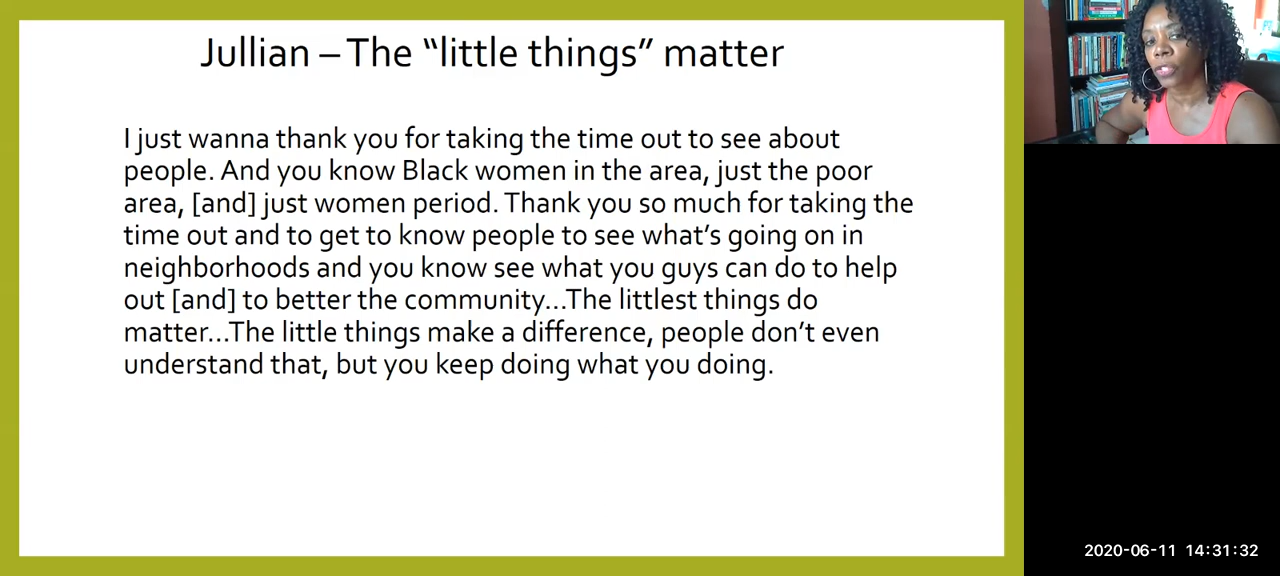 Jullian – The “little things” matter
I just wanna thank you for taking the time out to see about
people. And you know Black women in the area, just the poor
area, [and] just women period. Thank you so much for taking the
time out and to get to know people to see what’s going on in
neighborhoods and you know see what you guys can do to help
out [and] to better the community…The littlest things do
matter…The little things make a difference, people don’t even
understand that, but you keep doing what you doing.
2020-06-11 14:31:32